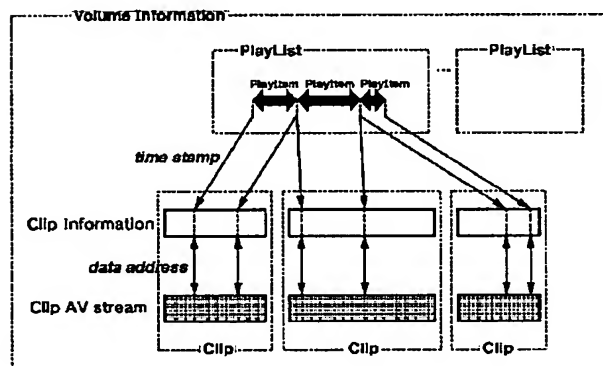 Volume Information
PlayList
PlayList
PlayItem PlayItem PlayItem
...
time stamp
Clip Information
data address
Clip AV stream
Clip
Clip
Clip